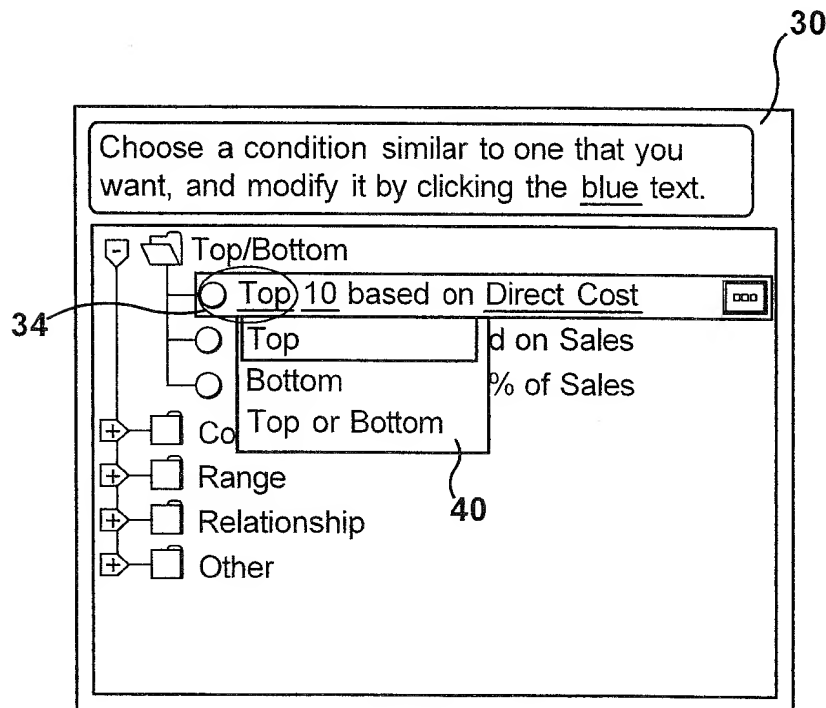 30
Choose a condition similar to one that you
want, and modify it by clicking the blue text.
Top/Bottom
Top 10 based on Direct Cost
34
Top
d on Sales
Bottom
% of Sales
Top or Bottom
Co
Range
40
Relationship
Other